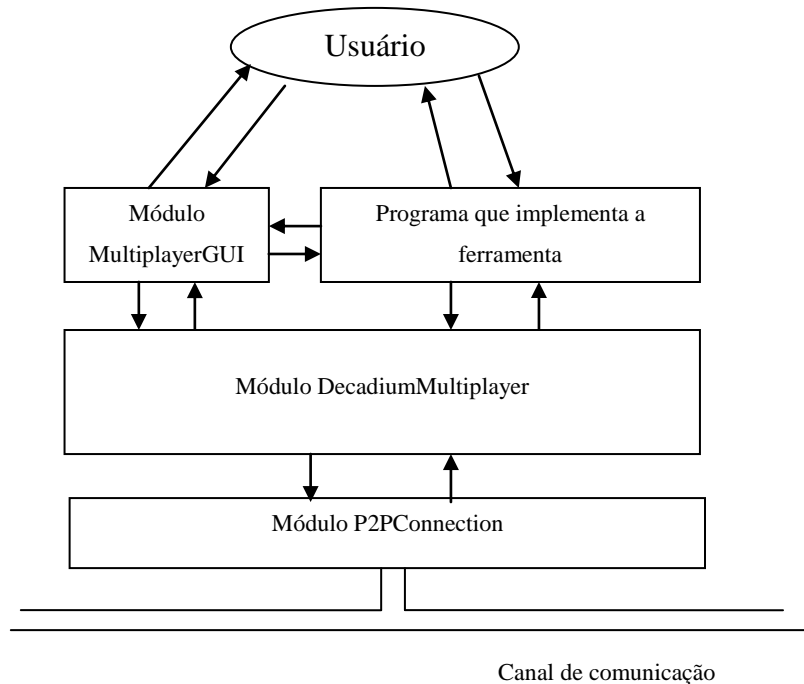 Usuário
Módulo
MultiplayerGUI
Programa que implementa a
ferramenta
Módulo DecadiumMultiplayer
Módulo P2PConnection
Canal de comunicação